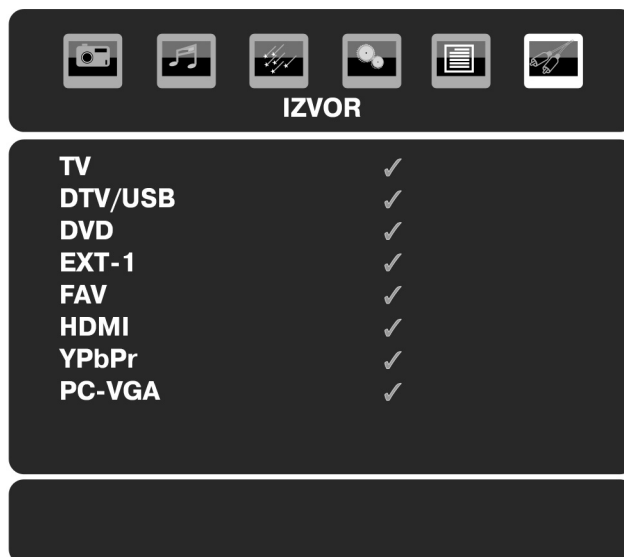 IZVOR
TV ✓
DTV/USB ✓
DVD ✓
EXT-1 ✓
FAV ✓
HDMI ✓
YPbPr ✓
PC-VGA ✓